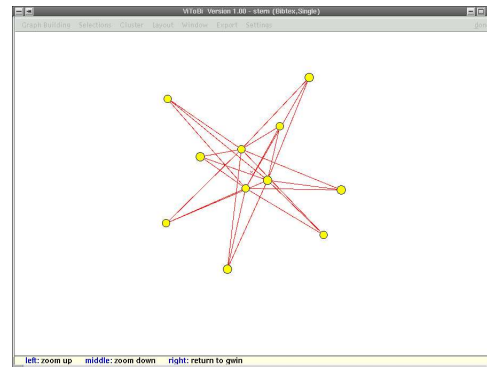 ViToBi Version 1.00 - stern (Bibtex,Single)
Graph Building Selections Cluster Layout Window Export Settings
left: zoom up middle: zoom down right: return to gwin